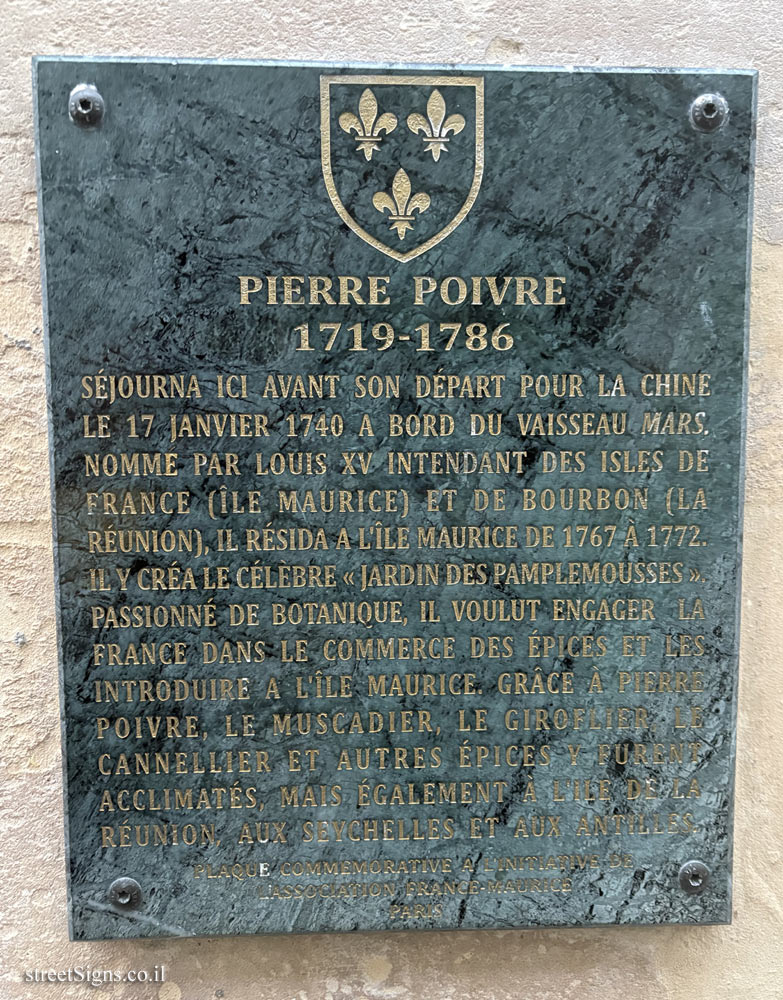 PIERRE POIVRE
1719-1786
SÉJOURNA ICI AVANT SON DÉPART POUR LA CHINE
LE 17 JANVIER 1740 A BORD DU VAISSEAU MARS.
NOMME PAR LOUIS XV INTENDANT DES ISLES DE
FRANCE (ÎLE MAURICE) ET DE BOURBON (LA
RÉUNION), IL RÉSIDA A L'ÎLE MAURICE DE 1767 À 1772.
IL Y CRÉA LE CÉLÈBRE « JARDIN DES PAMPLEMOUSSES ».
PASSIONNÉ DE BOTANIQUE, IL VOULUT ENGAGER LA
FRANCE DANS LE COMMERCE DES ÉPICES ET LES
INTRODUIRE A L'ÎLE MAURICE. GRÂCE À PIERRE
POIVRE, LE MUSCADIER, LE GIROFLIER, LE
CANNELLIER ET AUTRES ÉPICES Y FURENT
ACCLIMATÉS, MAIS ÉGALEMENT À L'ILE DE LA
RÉUNION, AUX SEYCHELLES ET AUX ANTILLES.
PLAQUE COMMEMORATIVE A L'INITIATIVE DE
L'ASSOCIATION FRANCE-MAURICE
PARIS
streetSigns.co.il